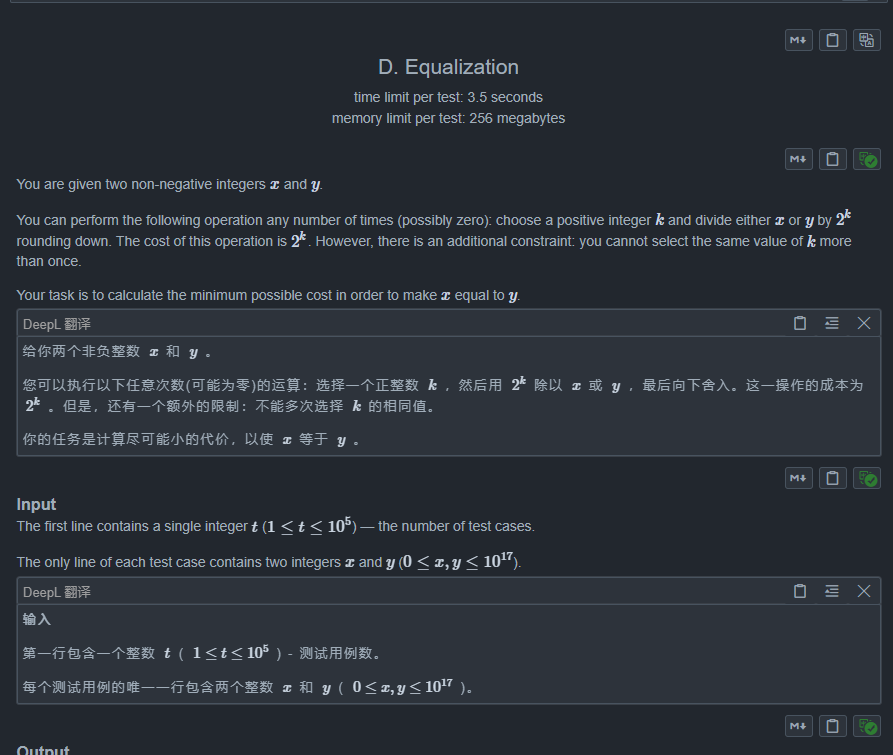 D. Equalization
time limit per test: 3.5 seconds
memory limit per test: 256 megabytes
You are given two non-negative integers x and y.
You can perform the following operation any number of times (possibly zero): choose a positive integer k and divide either x or y by 2^k
rounding down. The cost of this operation is 2^k. However, there is an additional constraint: you cannot select the same value of k more
than once.
Your task is to calculate the minimum possible cost in order to make x equal to y.
DeepL 翻译
给你两个非负整数 x 和 y 。
您可以执行以下任意次数(可能为零)的运算：选择一个正整数 k ，然后用 2^k 除以 x 或 y ，最后向下舍入。这一操作的成本为
2^k 。但是，还有一个额外的限制：不能多次选择 k 的相同值。
你的任务是计算尽可能小的代价，以使 x 等于 y 。
Input
The first line contains a single integer t (1 ≤ t ≤ 10^5) — the number of test cases.
The only line of each test case contains two integers x and y (0 ≤ x, y ≤ 10^17).
DeepL 翻译
输入
第一行包含一个整数 t ( 1 ≤ t ≤ 10^5 ) - 测试用例数。
每个测试用例的唯一一行包含两个整数 x 和 y ( 0 ≤ x, y ≤ 10^17 )。
Output